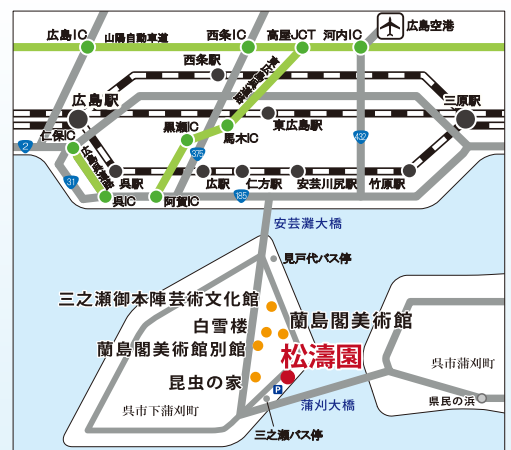 広島IC
山陽自動車道
西条IC
高屋JCT
河内IC
広島空港
西条駅
東広島呉道路
広島駅
三原駅
黒瀬IC
東広島駅
仁保IC
馬木IC
2
375
432
広島呉道路
31
呉駅
広駅
仁方駅
安芸川尻駅
竹原駅
185
呉IC
阿賀IC
安芸灘大橋
見戸代バス停
三之瀬御本陣芸術文化館
蘭島閣美術館
白雪楼
蘭島閣美術館別館
松濤園
呉市蒲刈町
昆虫の家
P
県民の浜
蒲刈大橋
呉市下蒲刈町
三之瀬バス停